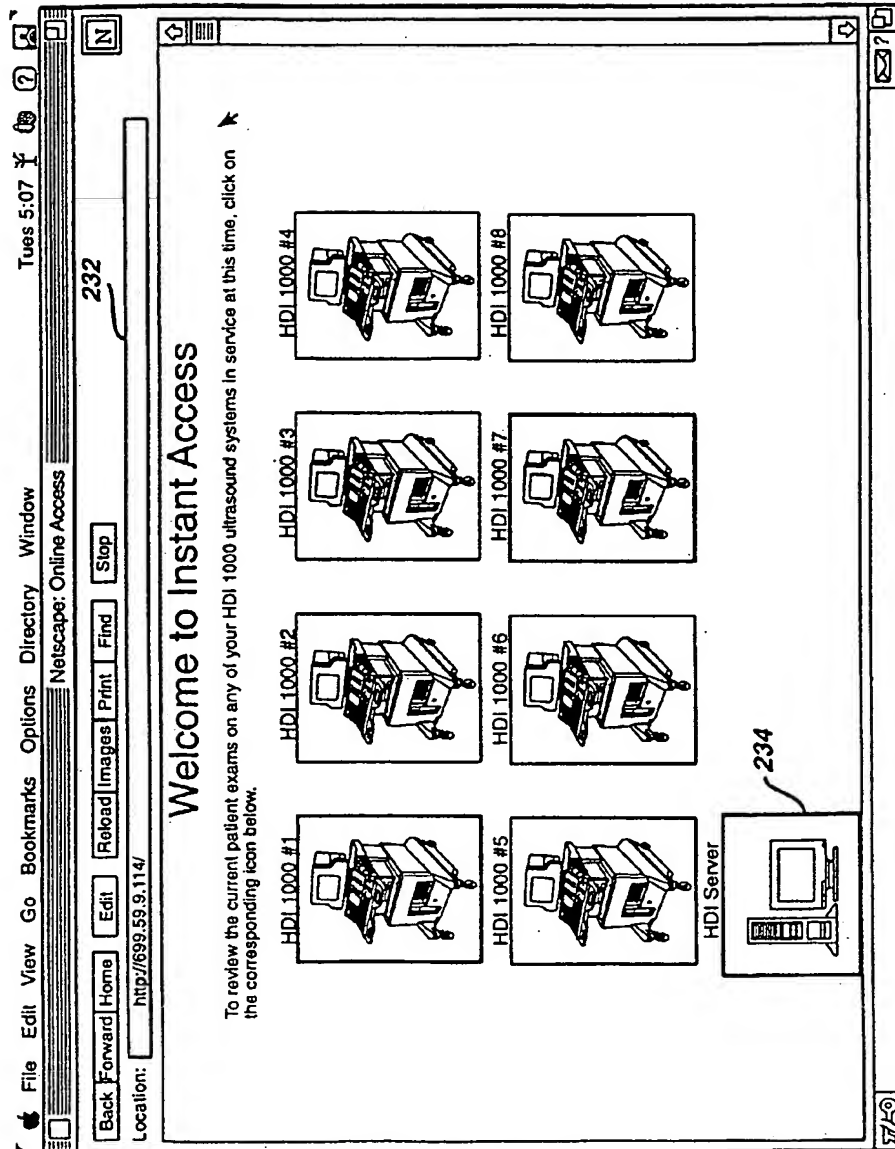 File Edit View Go Bookmarks Options Directory Window Tues 5:07 ?
Netscape: Online Access
Back Forward Home Edit Reload Images Print Find Stop
N
232
Location: http://699.59.9.114/
Welcome to Instant Access
To review the current patient exams on any of your HDI 1000 ultrasound systems in service at this time, click on
the corresponding icon below.
HDI 1000 #1 HDI 1000 #2 HDI 1000 #3 HDI 1000 #4
HDI 1000 #5 HDI 1000 #6 HDI 1000 #7 HDI 1000 #8
HDI Server
234
?